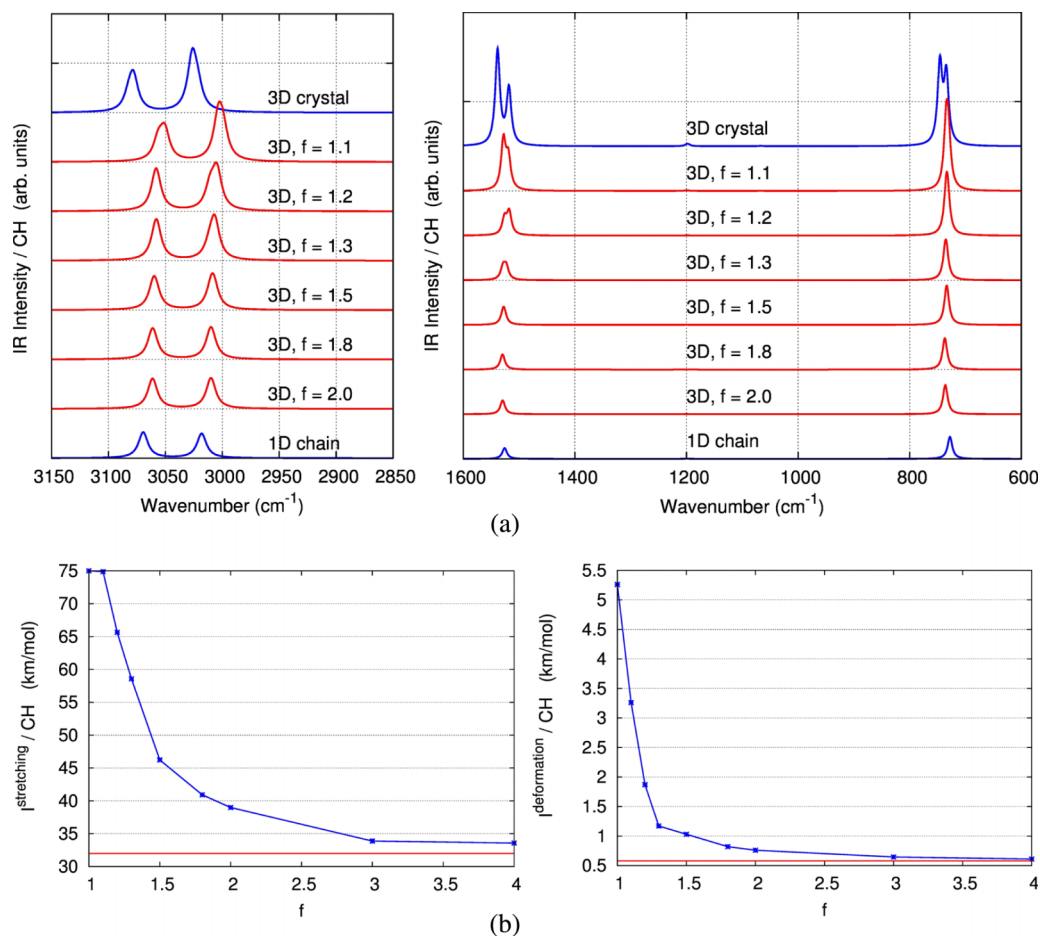 IR Intensity / CH (arb. units)
3D crystal
3D, f = 1.1
3D, f = 1.2
3D, f = 1.3
3D, f = 1.5
3D, f = 1.8
3D, f = 2.0
1D chain
3150 3100 3050 3000 2950 2900 2850
Wavenumber (cm-1)
IR Intensity / CH (arb. units)
3D crystal
3D, f = 1.1
3D, f = 1.2
3D, f = 1.3
3D, f = 1.5
3D, f = 1.8
3D, f = 2.0
1D chain
1600 1400 1200 1000 800 600
Wavenumber (cm-1)
(a)
I stretching / CH (km/mol)
75
70
65
60
55
50
45
40
35
30
1 1.5 2 2.5 3 3.5 4
f
I deformation / CH (km/mol)
5.5
5
4.5
4
3.5
3
2.5
2
1.5
1
0.5
1 1.5 2 2.5 3 3.5 4
f
(b)